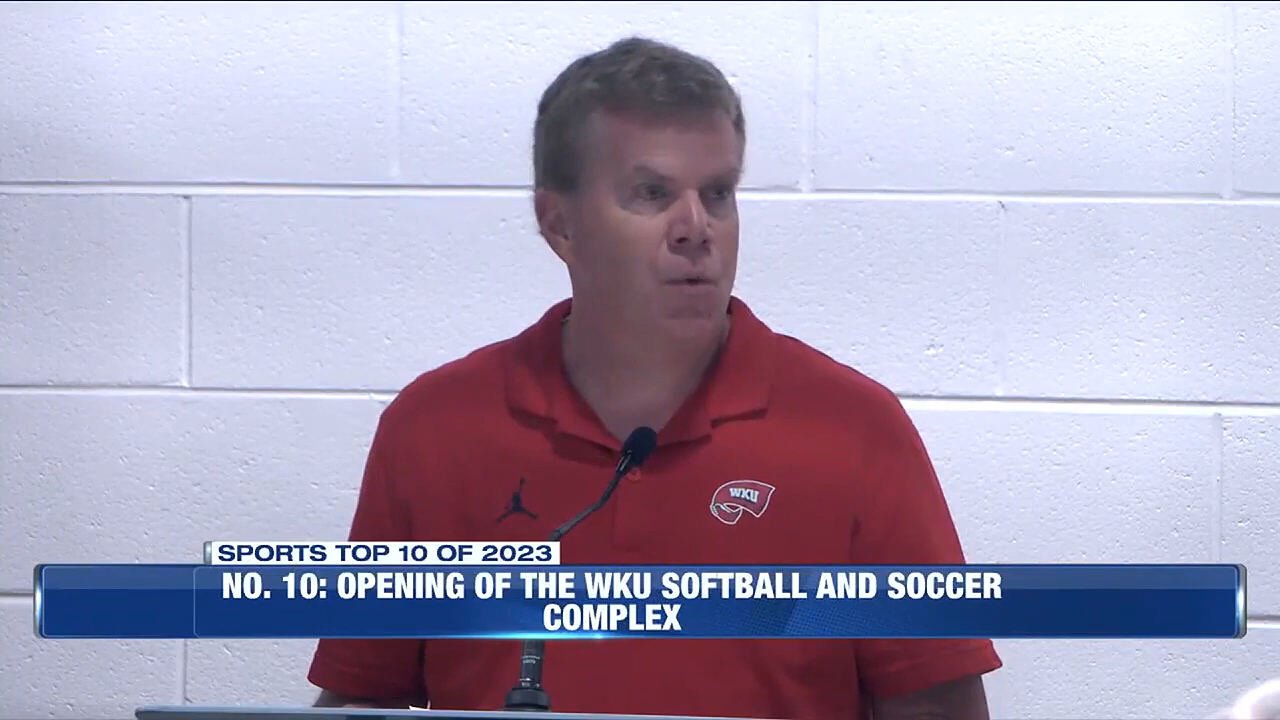 WKU
SPORTS TOP 10 OF 2023
NO. 10: OPENING OF THE WKU SOFTBALL AND SOCCER
COMPLEX